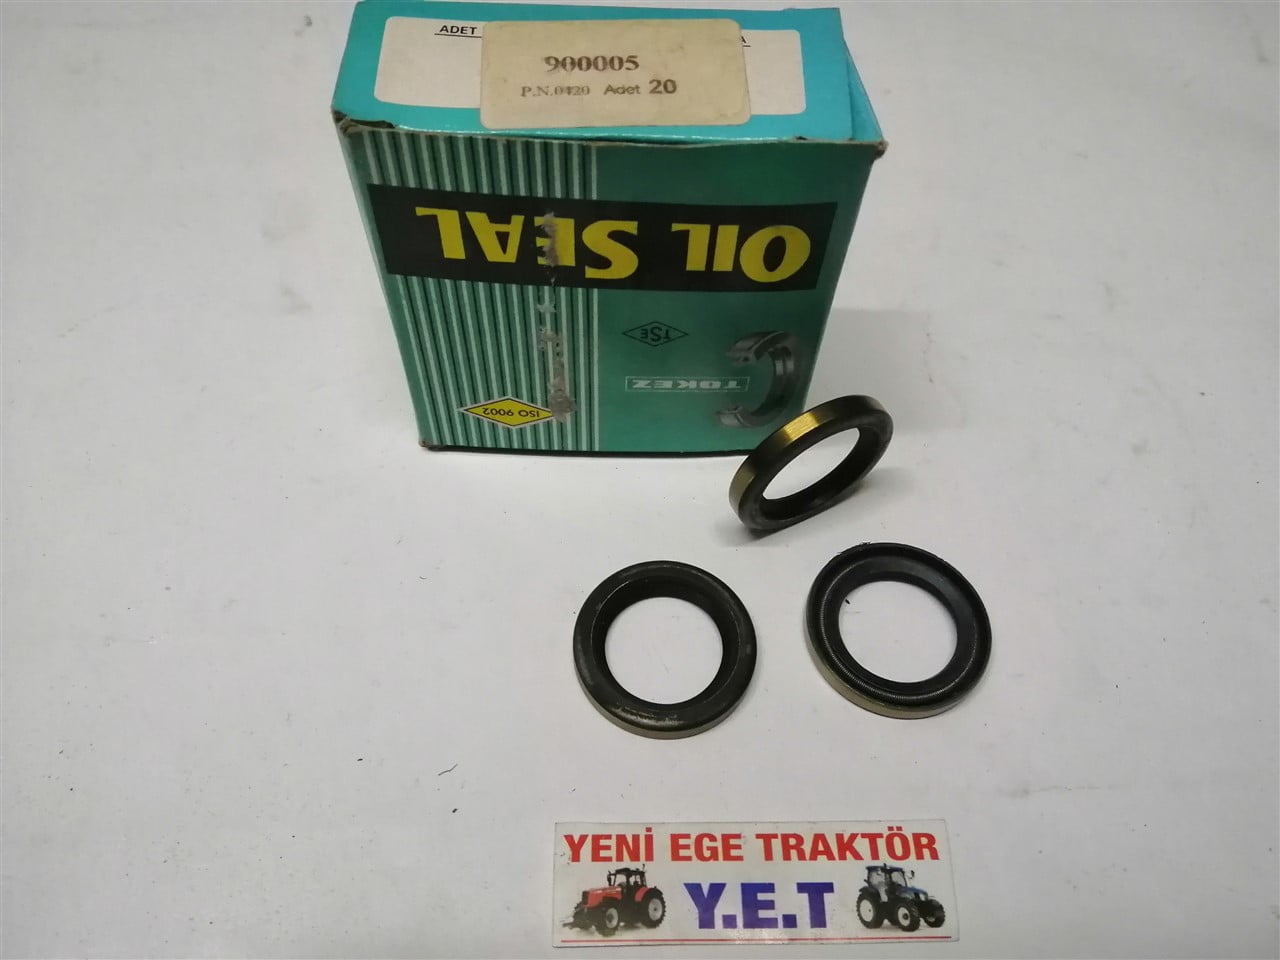 ADET
A
900005
P.N.0420 Adet 20
OIL SEAL
TSE
TOKEZ
ISO 9002
YENİ EGE TRAKTÖR
Y.E.T